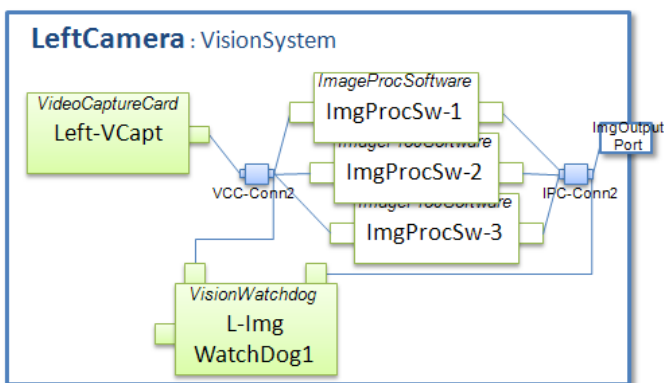 LeftCamera : VisionSystem
ImageProcSoftware
ImgProcSw-1
VideoCaptureCard
Left-VCapt
ImgOutput
Port
ImgProcSw-2
VCC-Conn2
IPC-Conn2
ImgProcSw-3
VisionWatchdog
L-Img
WatchDog1